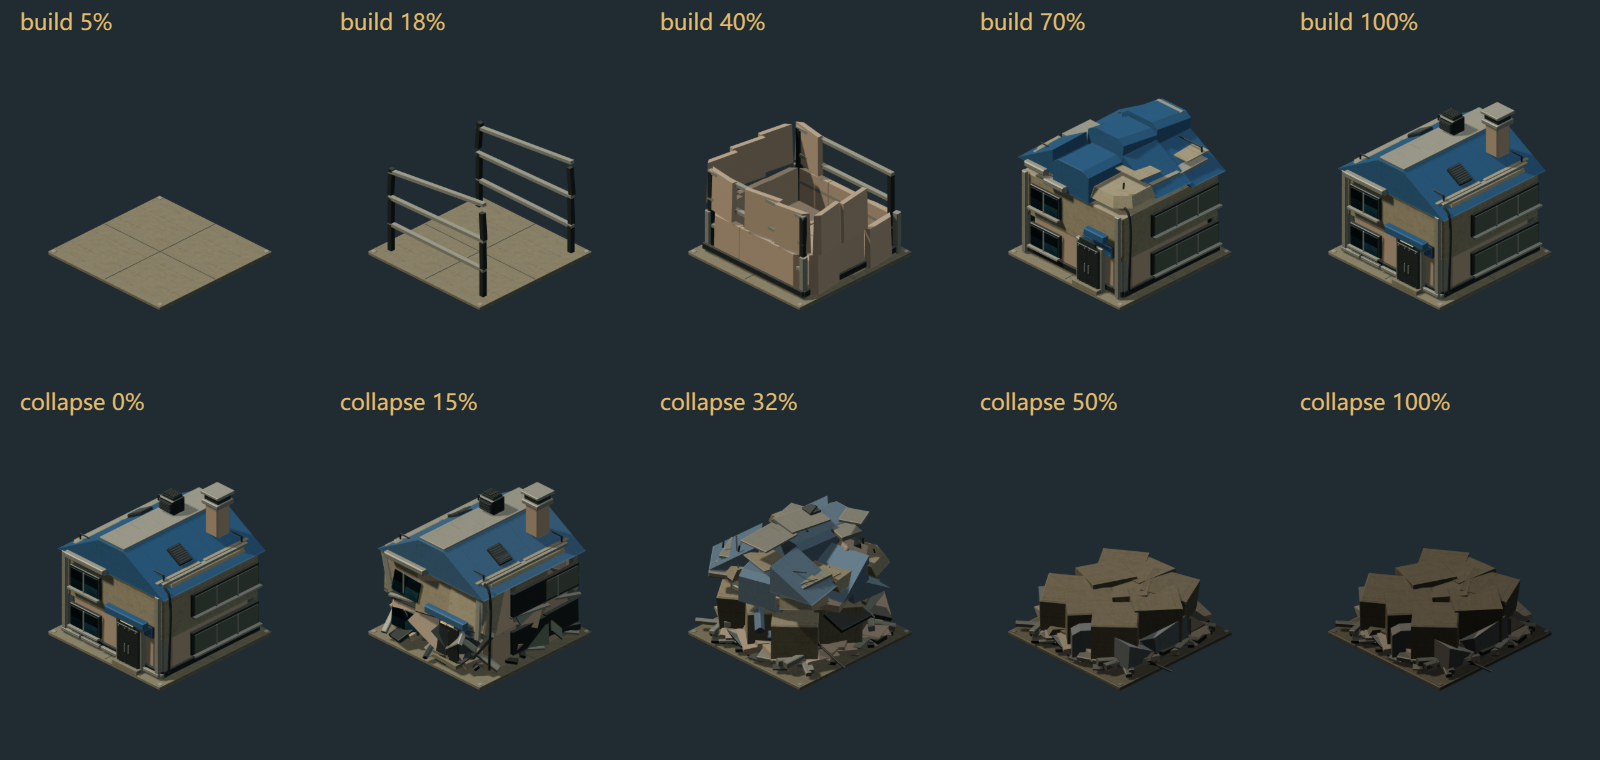 build 5%
build 18%
build 40%
build 70%
build 100%
collapse 0%
collapse 15%
collapse 32%
collapse 50%
collapse 100%